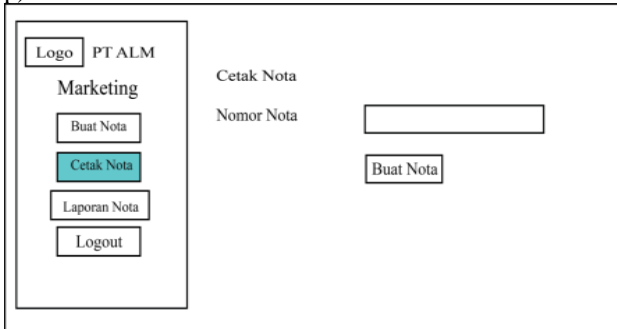 Logo PT ALM
Marketing
Buat Nota
Cetak Nota
Laporan Nota
Logout
Cetak Nota
Nomor Nota
Buat Nota